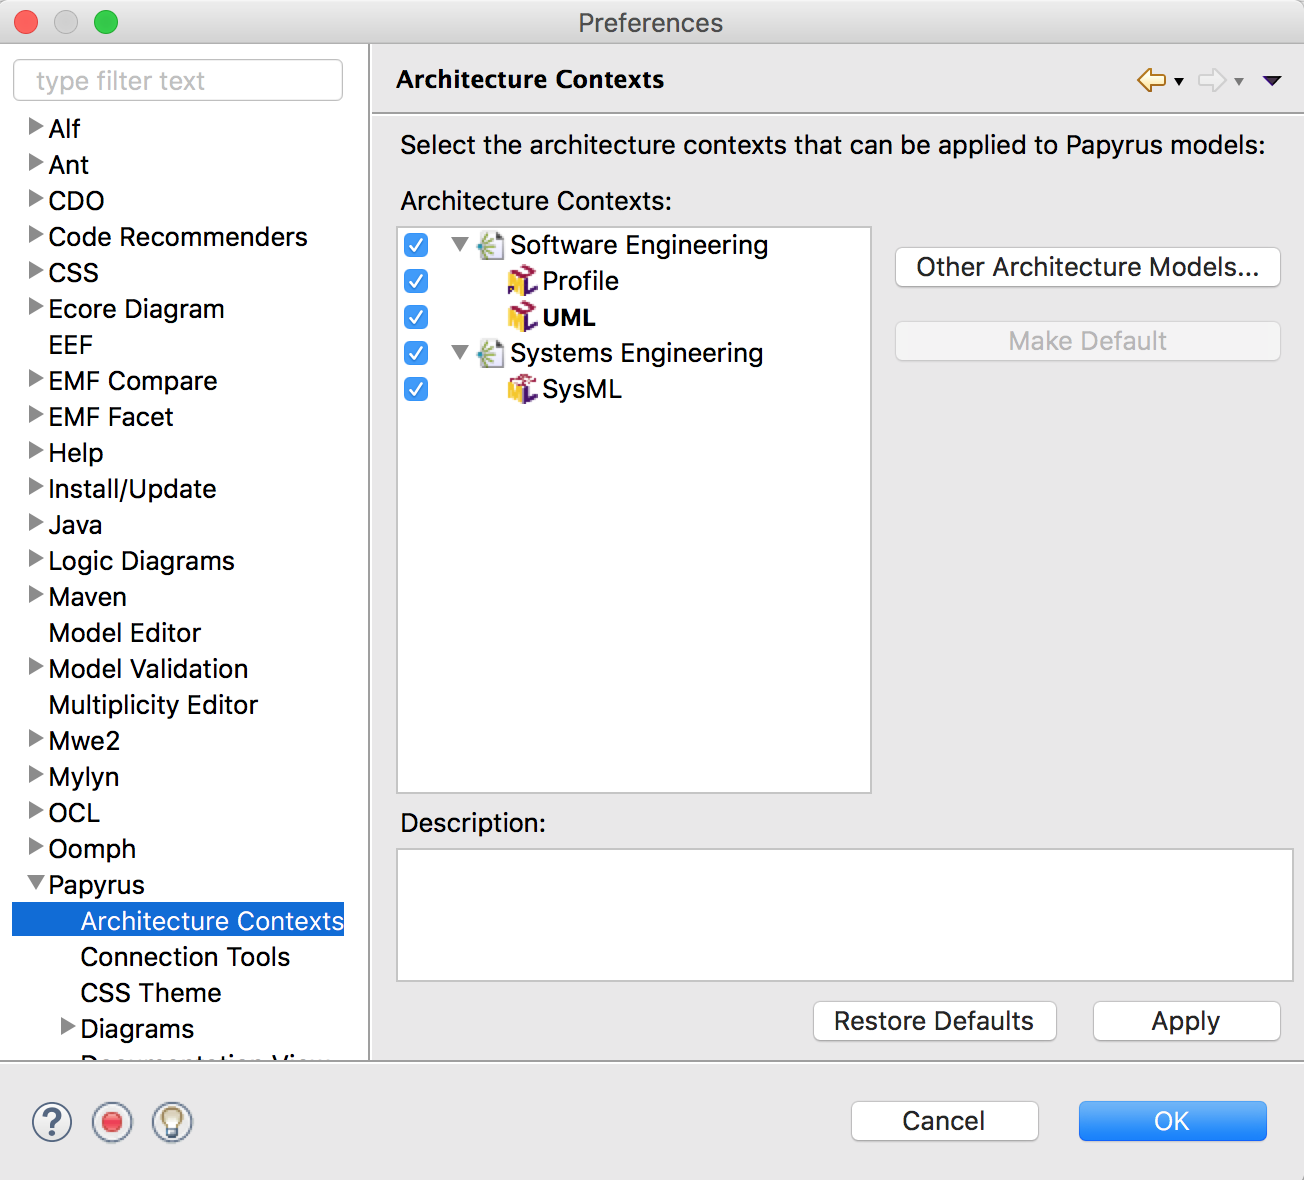 Preferences
type filter text
Alf
Ant
CDO
Code Recommenders
CSS
Ecore Diagram
EEF
EMF Compare
EMF Facet
Help
Install/Update
Java
Logic Diagrams
Maven
Model Editor
Model Validation
Multiplicity Editor
Mwe2
Mylyn
OCL
Oomph
Papyrus
Architecture Contexts
Connection Tools
CSS Theme
Diagrams
Documentation View
Architecture Contexts
Select the architecture contexts that can be applied to Papyrus models:
Architecture Contexts:
Software Engineering
Profile
UML
Systems Engineering
SysML
Other Architecture Models...
Make Default
Description:
Restore Defaults
Apply
?
Cancel
OK